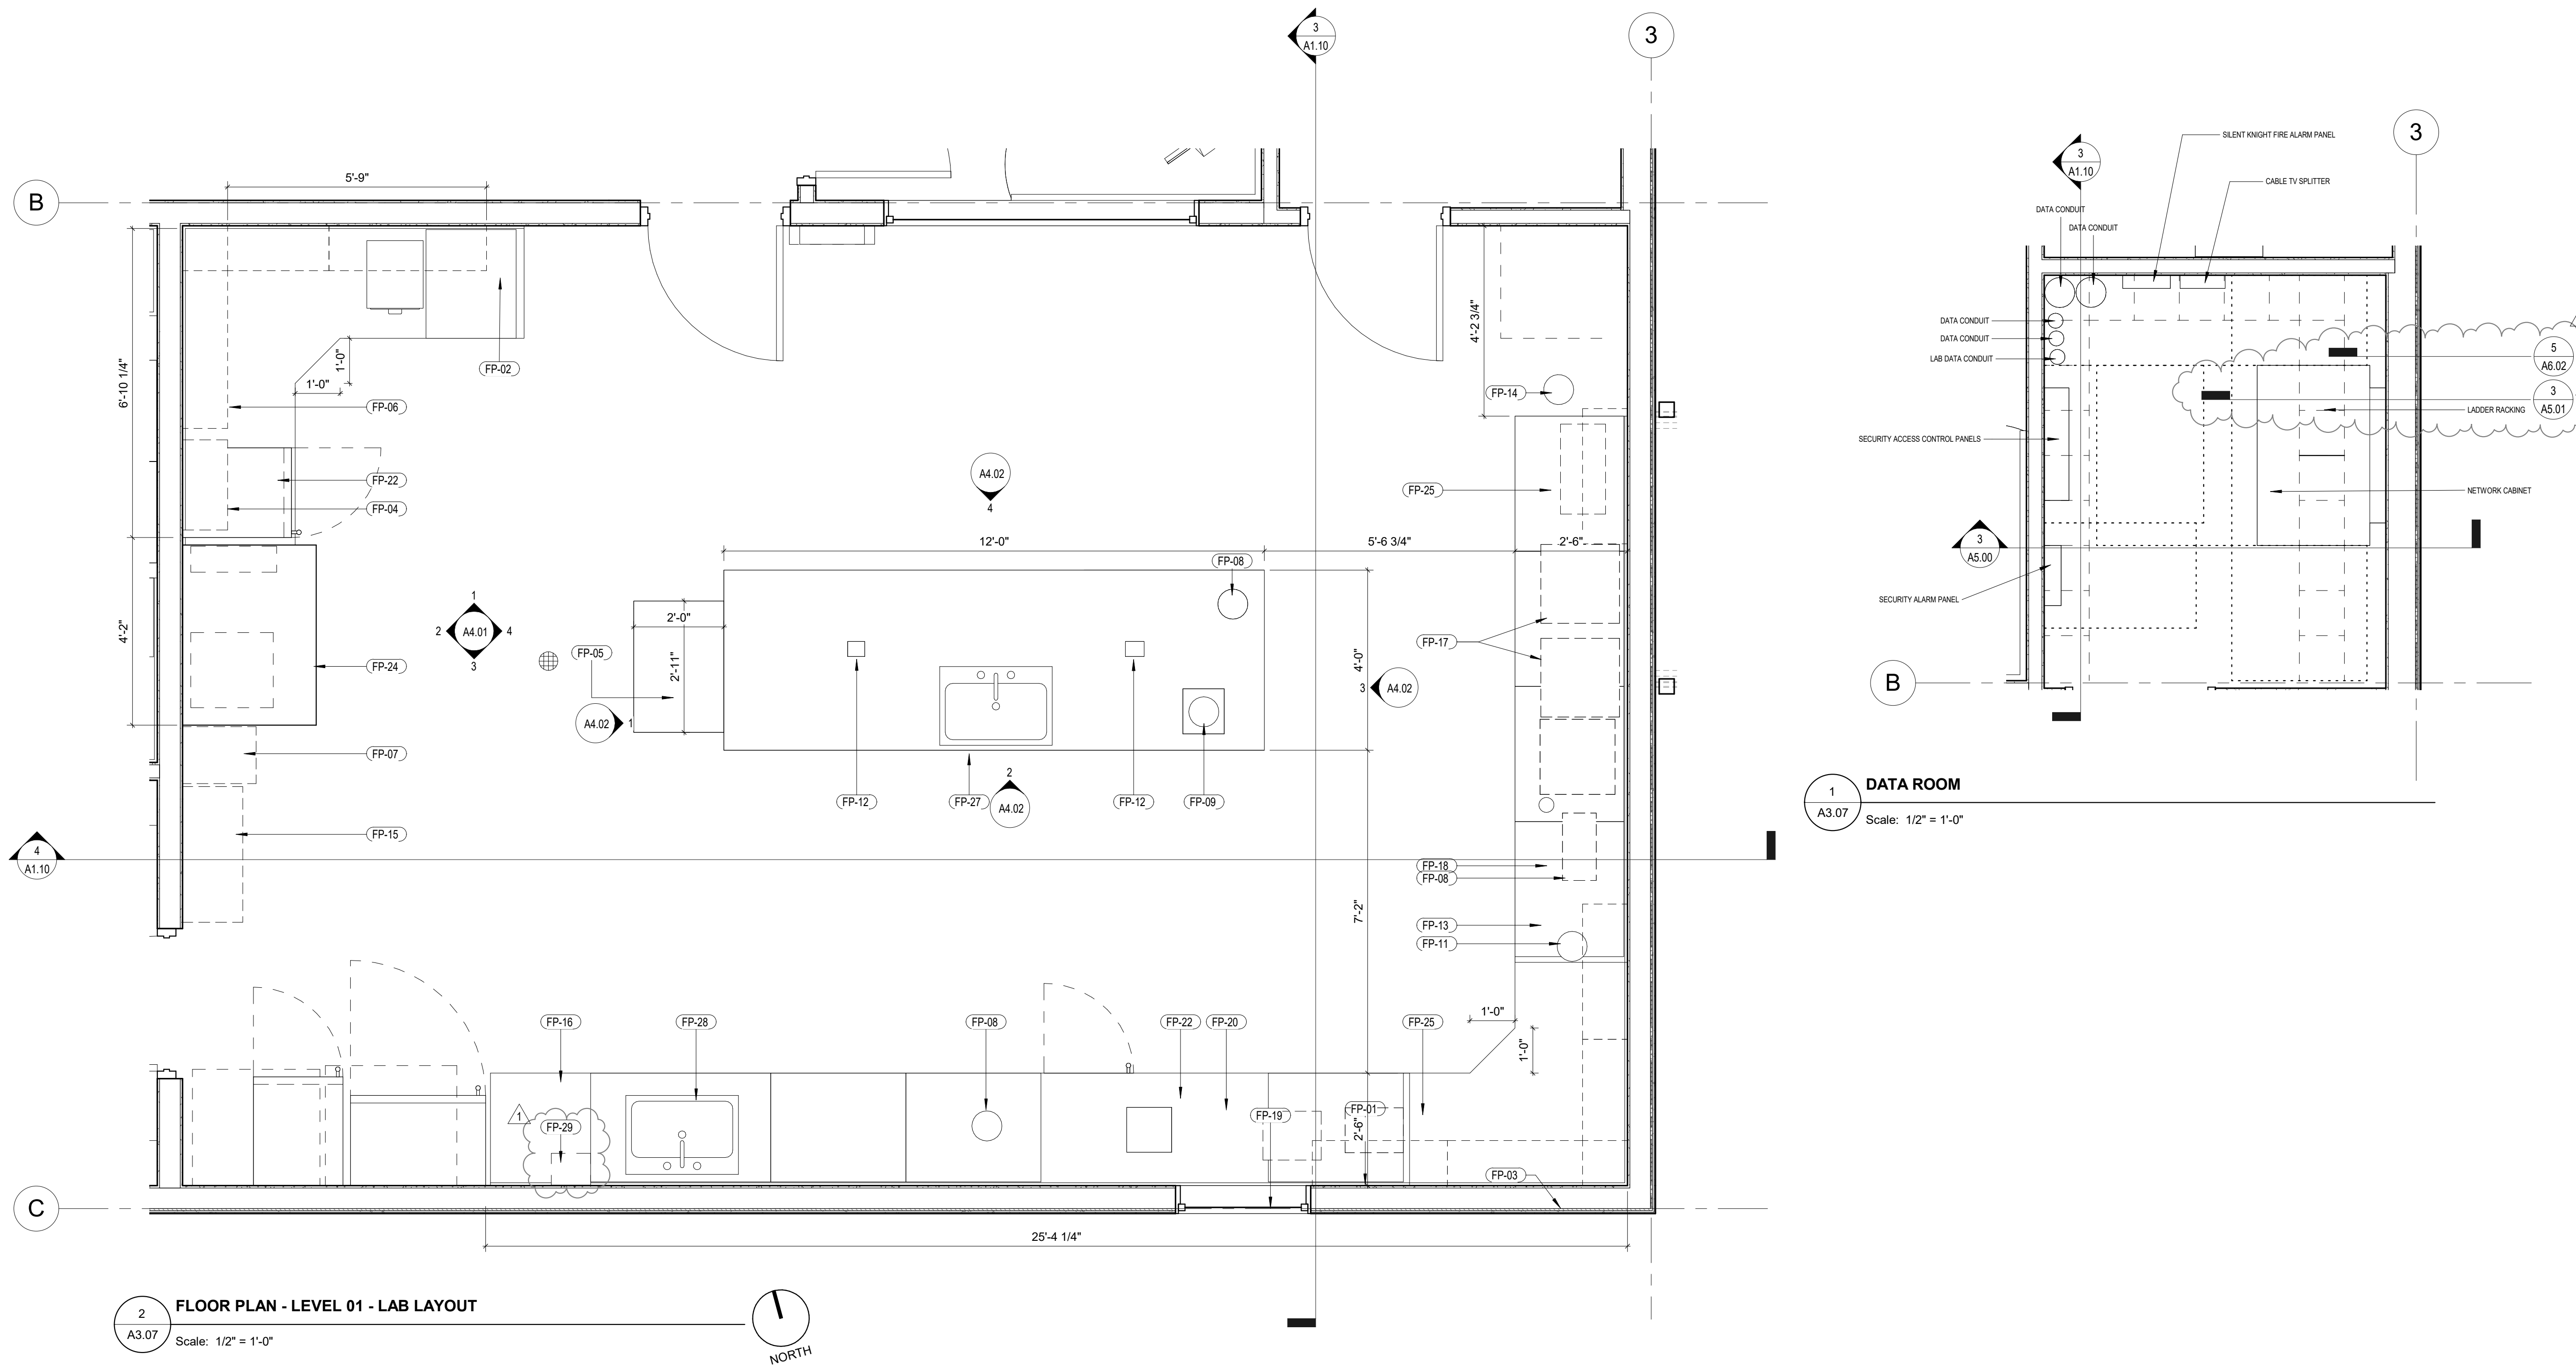 3
A1.10
3
B
5'-9"
6'-10 1/4"
1'-0"
1'-0"
FP-02
FP-06
FP-22
FP-04
4'-2"
1
2
A4.01
4
3
FP-24
FP-07
FP-15
4
A1.10
A4.02
4
4'-2 3/4"
FP-14
FP-25
12'-0"
5'-6 3/4"
2'-6"
FP-08
2'-0"
FP-05
2'-11"
A4.02
1
4'-0"
3
A4.02
FP-17
FP-12
FP-27
2
A4.02
FP-12
FP-09
FP-18
FP-08
7'-2"
FP-13
FP-11
FP-16
FP-28
FP-08
FP-22
FP-20
FP-25
1'-0"
1'-0"
1
FP-29
FP-19
FP-01
2'-6"
FP-03
C
25'-4 1/4"
2
A3.07
FLOOR PLAN - LEVEL 01 - LAB LAYOUT
Scale: 1/2" = 1'-0"
NORTH
SILENT KNIGHT FIRE ALARM PANEL
3
3
A1.10
CABLE TV SPLITTER
DATA CONDUIT
DATA CONDUIT
DATA CONDUIT
DATA CONDUIT
LAB DATA CONDUIT
5
A6.02
3
A5.01
LADDER RACKING
SECURITY ACCESS CONTROL PANELS
NETWORK CABINET
3
A5.00
SECURITY ALARM PANEL
B
1
A3.07
DATA ROOM
Scale: 1/2" = 1'-0"